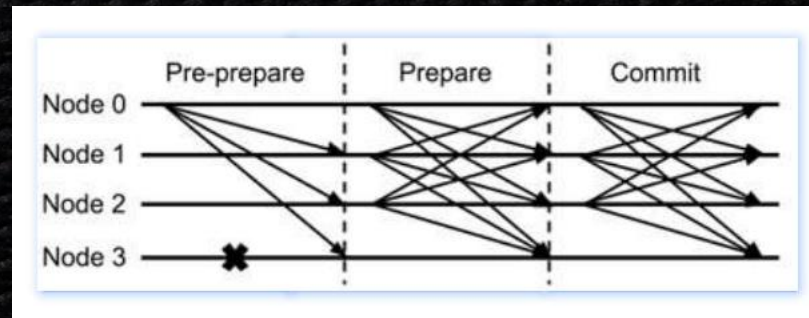 Pre-prepare Prepare Commit
Node 0
Node 1
Node 2
Node 3